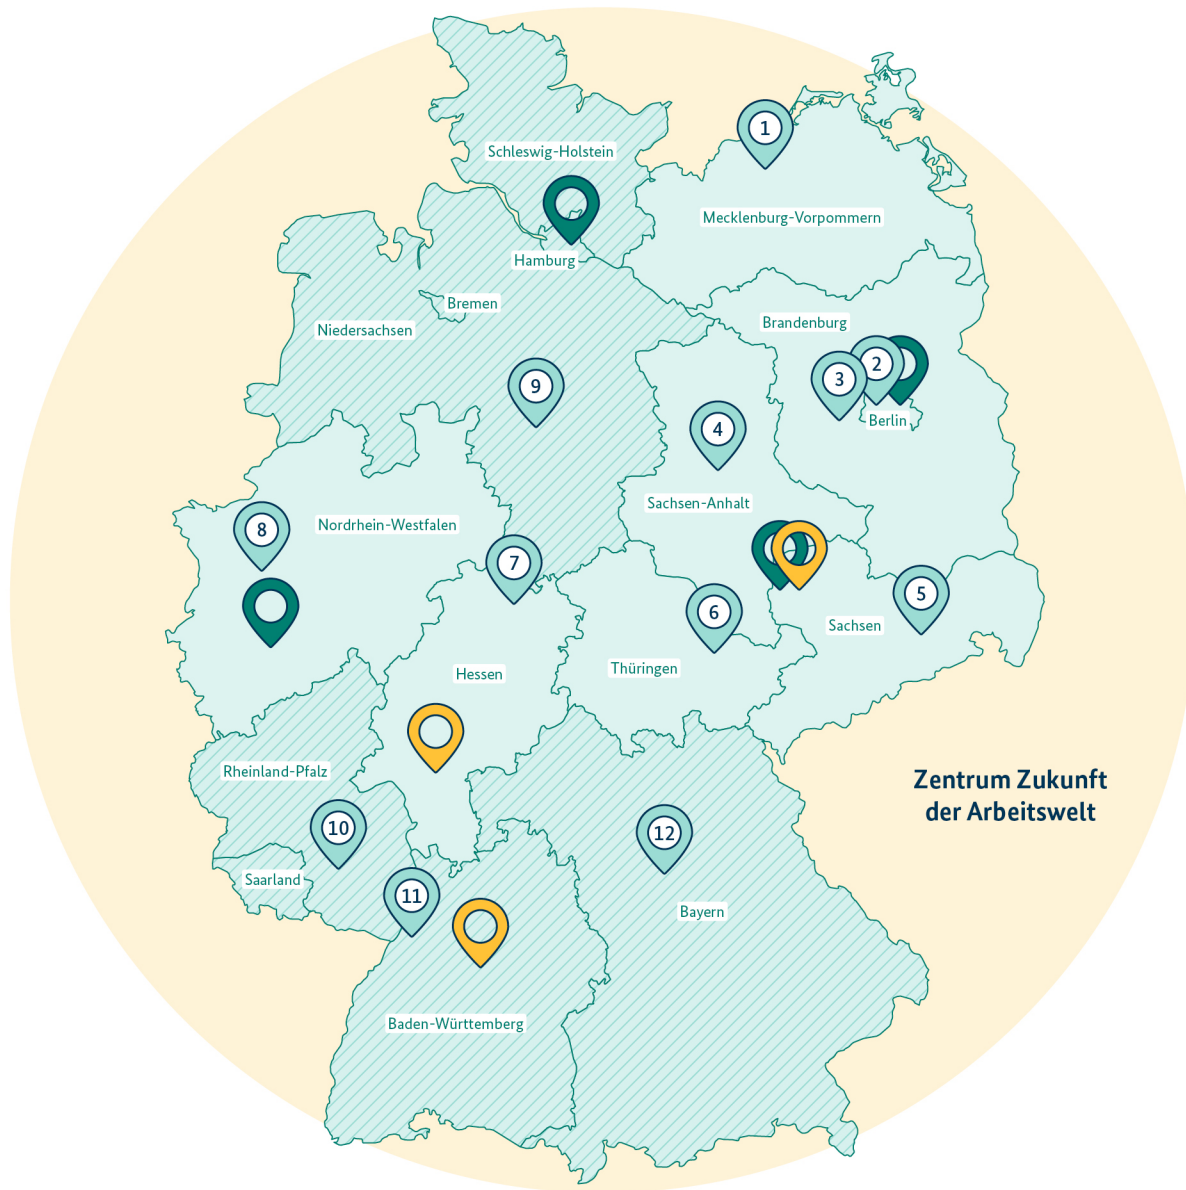 1
Schleswig-Holstein
Mecklenburg-Vorpommern
Hamburg
Bremen
Brandenburg
Niedersachsen
2
3
9
Berlin
4
Sachsen-Anhalt
Nordrhein-Westfalen
8
7
5
6
Sachsen
Thüringen
Hessen
Rheinland-Pfalz
Zentrum Zukunft
der Arbeitswelt
10
12
Saarland
11
Bayern
Baden-Württemberg